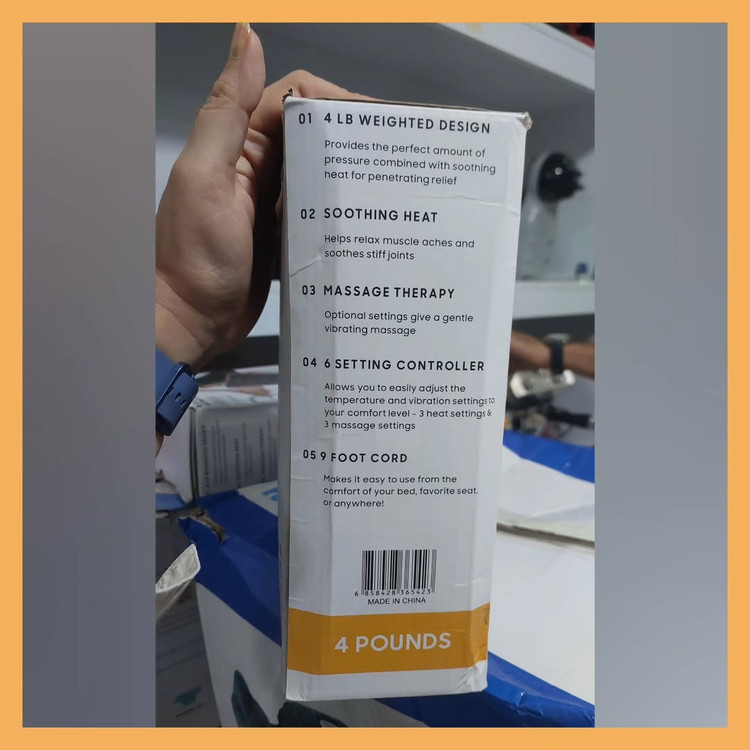 01 4 LB WEIGHTED DESIGN
Provides the perfect amount of
pressure combined with soothing
heat for penetrating relief
02 SOOTHING HEAT
Helps relax muscle aches and
soothes stiff joints
03 MASSAGE THERAPY
Optional settings give a gentle
vibrating massage
04 6 SETTING CONTROLLER
Allows you to easily adjust the
temperature and vibration settings to
your comfort level - 3 heat settings &
3 massage settings
05 9 FOOT CORD
Makes it easy to use from the
comfort of your bed, favorite seat,
or anywhere!
6 858428 365423
MADE IN CHINA
4 POUNDS